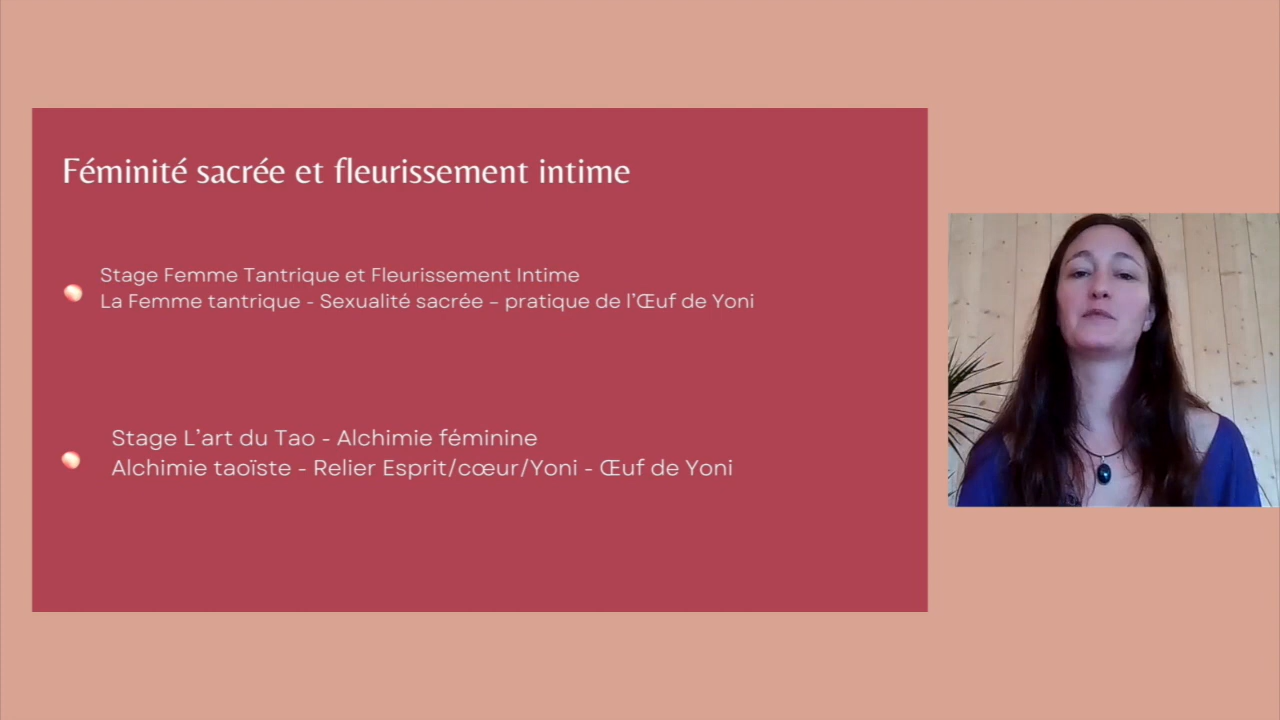 Féminité sacrée et fleurissement intime
Stage Femme Tantrique et Fleurissement Intime
La Femme tantrique - Sexualité sacrée – pratique de l’Œuf de Yoni
Stage L’art du Tao - Alchimie féminine
Alchimie taoïste - Relier Esprit/cœur/Yoni - Œuf de Yoni